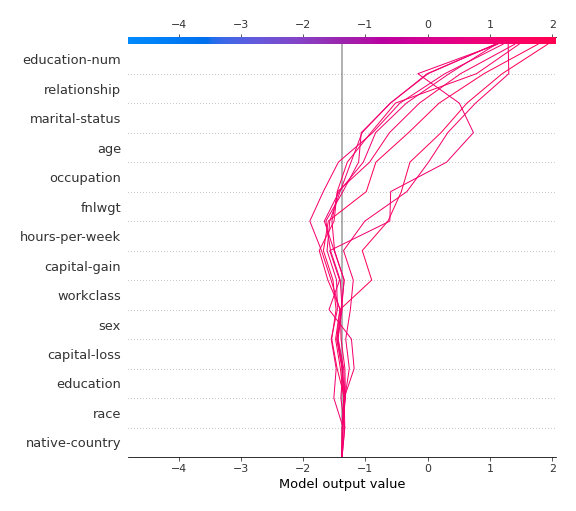 −4 −3 −2 −1 0 1 2
education-num
relationship
marital-status
age
occupation
fnlwgt
hours-per-week
capital-gain
workclass
sex
capital-loss
education
race
native-country
−4 −3 −2 −1 0 1 2
Model output value